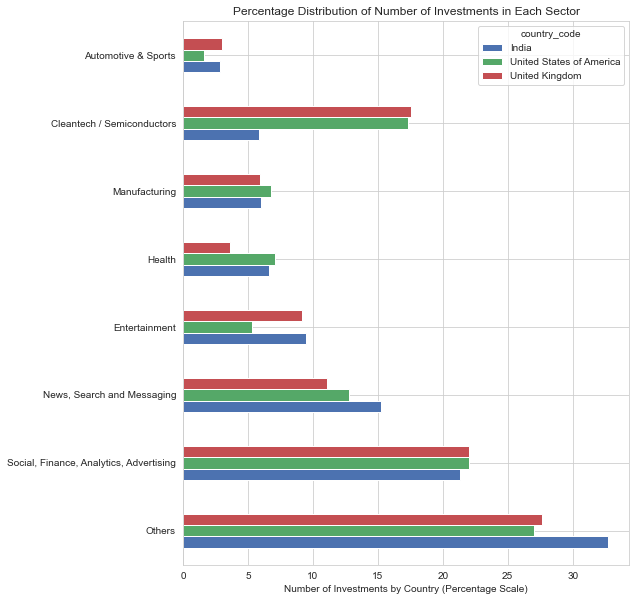 Percentage Distribution of Number of Investments in Each Sector
country_code
India
United States of America
United Kingdom
Automotive & Sports
Cleantech / Semiconductors
Manufacturing
Health
Entertainment
News, Search and Messaging
Social, Finance, Analytics, Advertising
Others
0 5 10 15 20 25 30
Number of Investments by Country (Percentage Scale)